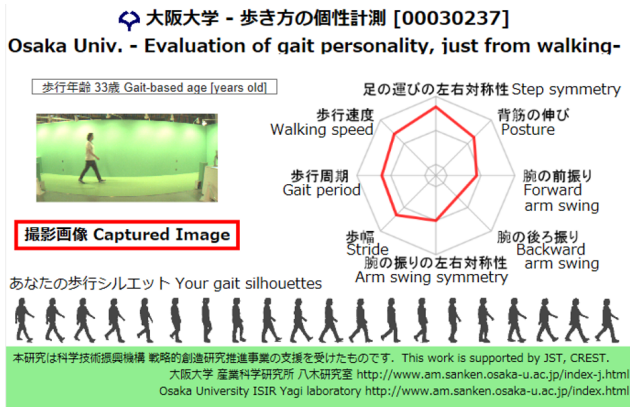 大阪大学 - 歩き方の個性計測 [00030237]
Osaka Univ. - Evaluation of gait personality, just from walking-
歩行年齢 33歳 Gait-based age [years old]
足の運びの左右対称性 Step symmetry
歩行速度
Walking speed
背筋の伸び
Posture
歩行周期
Gait period
腕の前振り
Forward
arm swing
撮影画像 Captured Image
歩幅
Stride
腕の後ろ振り
Backward
arm swing
腕の振りの左右対称性
Arm swing symmetry
あなたの歩行シルエット Your gait silhouettes
本研究は科学技術振興機構 戦略的創造研究推進事業の支援を受けたものです. This work is supported by JST, CREST.
大阪大学 産業科学研究所 八木研究室 http://www.am.sanken.osaka-u.ac.jp/index-j.html
Osaka University ISIR Yagi laboratory http://www.am.sanken.osaka-u.ac.jp/index.html